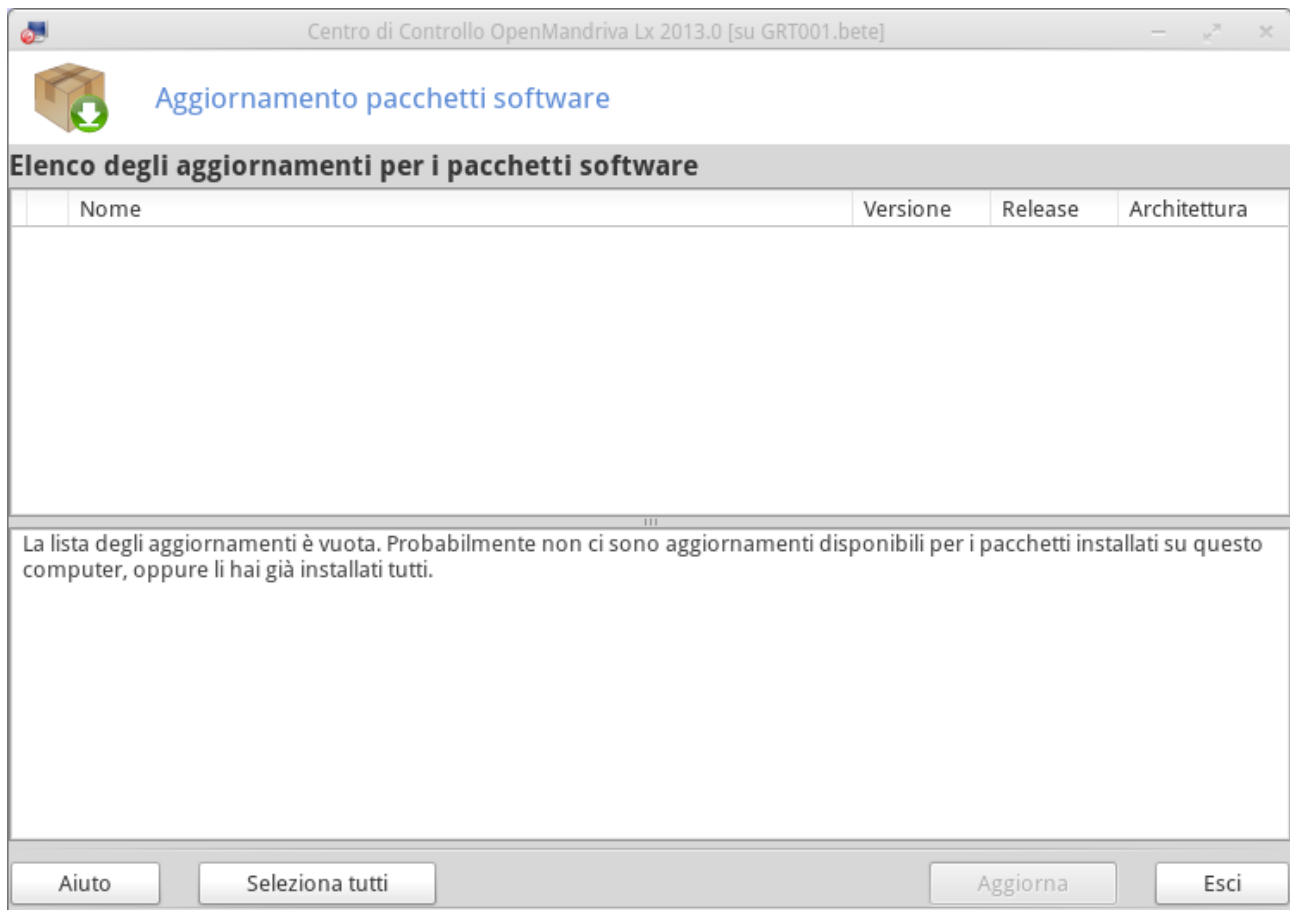 Centro di Controllo OpenMandriva Lx 2013.0 [su GRT001.bete]
Aggiornamento pacchetti software
Elenco degli aggiornamenti per i pacchetti software
Nome Versione Release Architettura
La lista degli aggiornamenti è vuota. Probabilmente non ci sono aggiornamenti disponibili per i pacchetti installati su questo
computer, oppure li hai già installati tutti.
Aiuto Seleziona tutti Aggiorna Esci